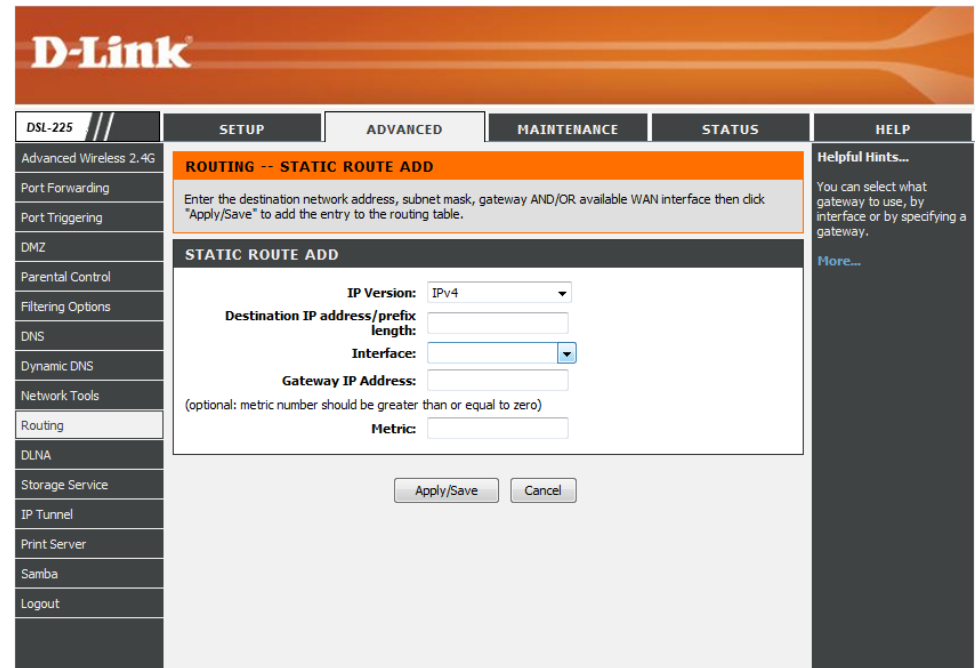 D-Link
DSL-225
SETUP
ADVANCED
MAINTENANCE
STATUS
HELP
Advanced Wireless 2.4G
Port Forwarding
Port Triggering
DMZ
Parental Control
Filtering Options
DNS
Dynamic DNS
Network Tools
Routing
DLNA
Storage Service
IP Tunnel
Print Server
Samba
Logout
ROUTING -- STATIC ROUTE ADD
Enter the destination network address, subnet mask, gateway AND/OR available WAN interface then click
"Apply/Save" to add the entry to the routing table.
STATIC ROUTE ADD
IP Version: IPv4
Destination IP address/prefix
length:
Interface:
Gateway IP Address:
(optional: metric number should be greater than or equal to zero)
Metric:
Apply/Save
Cancel
Helpful Hints...
You can select what
gateway to use, by
interface or by specifying a
gateway.
More...